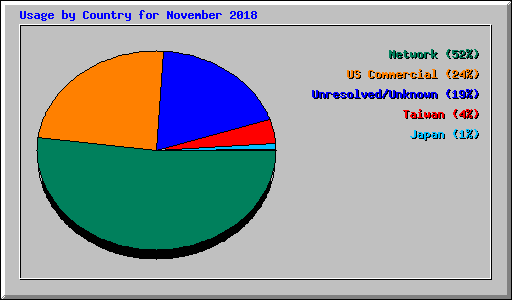 Usage by Country for November 2018
Network (52%)
US Commercial (24%)
Unresolved/Unknown (19%)
Taiwan (4%)
Japan (1%)